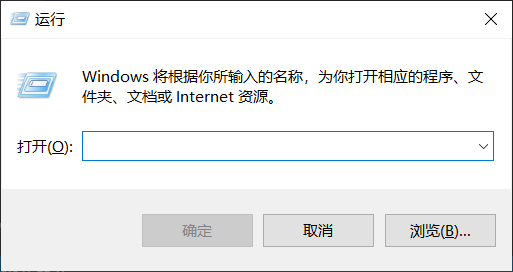 运行
Windows 将根据你所输入的名称，为你打开相应的程序、文
件夹、文档或 Internet 资源。
打开(O):
确定 取消 浏览(B)...